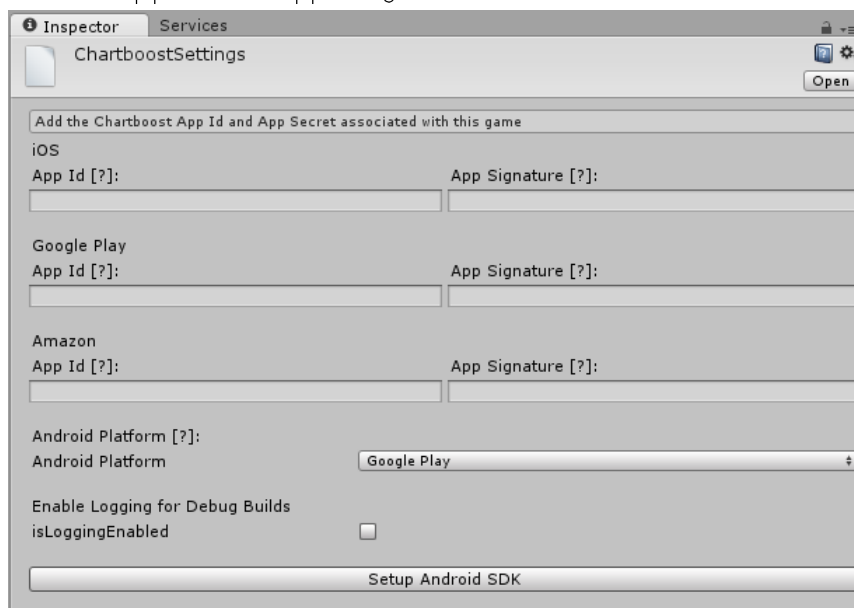 Inspector Services
ChartboostSettings
Open
Add the Chartboost App Id and App Secret associated with this game
iOS
App Id [?]: App Signature [?]:
Google Play
App Id [?]: App Signature [?]:
Amazon
App Id [?]: App Signature [?]:
Android Platform [?]:
Android Platform Google Play
Enable Logging for Debug Builds
isLoggingEnabled
Setup Android SDK